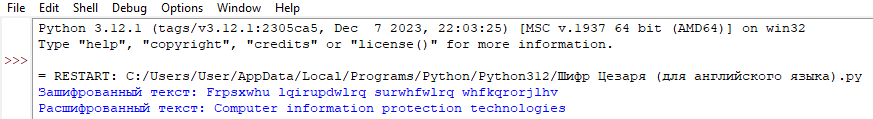 File Edit Shell Debug Options Window Help
Python 3.12.1 (tags/v3.12.1:2305ca5, Dec  7 2023, 22:03:25) [MSC v.1937 64 bit (AMD64)] on win32
Type "help", "copyright", "credits" or "license()" for more information.
>>>
= RESTART: C:/Users/User/AppData/Local/Programs/Python/Python312/Шифр Цезаря (для английского языка).py
Зашифрованный текст: Frpsxwhu lqirupdwlrq surwhfwlrq whfkqrorjlhv
Расшифрованный текст: Computer information protection technologies